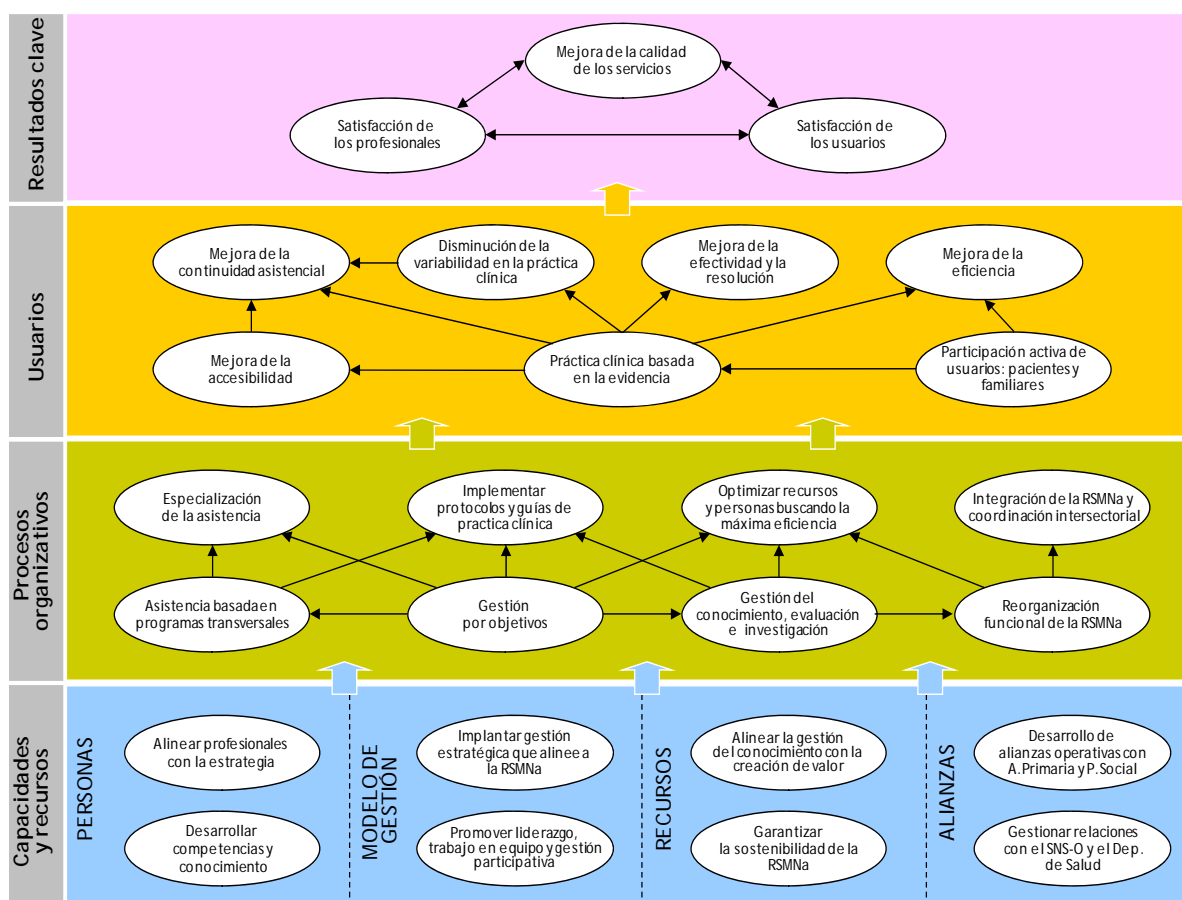 Resultados clave
Mejora de la calidad
de los servicios
Satisfacción de
los profesionales
Satisfacción de
los usuarios
Usuarios
Mejora de la
continuidad asistencial
Disminución de la
variabilidad en la práctica
clínica
Mejora de la
efectividad y la
resolución
Mejora de la
eficiencia
Mejora de la
accesibilidad
Práctica clínica basada
en la evidencia
Participación activa de
usuarios: pacientes y
familiares
Procesos
organizativos
Especialización
de la asistencia
Implementar
protocolos y guías de
practica clínica
Optimizar recursos
y personas buscando la
máxima eficiencia
Integración de la RSMNa y
coordinación intersectorial
Asistencia basada en
programas transversales
Gestión
por objetivos
Gestión del
conocimiento, evaluación
e investigación
Reorganización
funcional de la RSMNa
Capacidades
y recursos
PERSONAS
Alinear profesionales
con la estrategia
Desarrollar
competencias y
conocimiento
MODELO DE
GESTIÓN
Implantar gestión
estratégica que alinee a
la RSMNa
Promover liderazgo,
trabajo en equipo y gestión
participativa
RECURSOS
Alinear la gestión
del conocimiento con la
creación de valor
Garantizar
la sostenibilidad de la
RSMNa
ALIANZAS
Desarrollo de
alianzas operativas con
A.Primaria y P.Social
Gestionar relaciones
con el SNS-O y el Dep.
de Salud